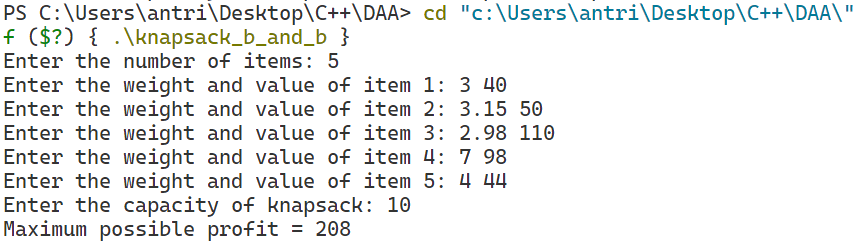 PS C:\Users\antri\Desktop\C++\DAA> cd "c:\Users\antri\Desktop\C++\DAA\"
f ($?) { .\knapsack_b_and_b }
Enter the number of items: 5
Enter the weight and value of item 1: 3 40
Enter the weight and value of item 2: 3.15 50
Enter the weight and value of item 3: 2.98 110
Enter the weight and value of item 4: 7 98
Enter the weight and value of item 5: 4 44
Enter the capacity of knapsack: 10
Maximum possible profit = 208